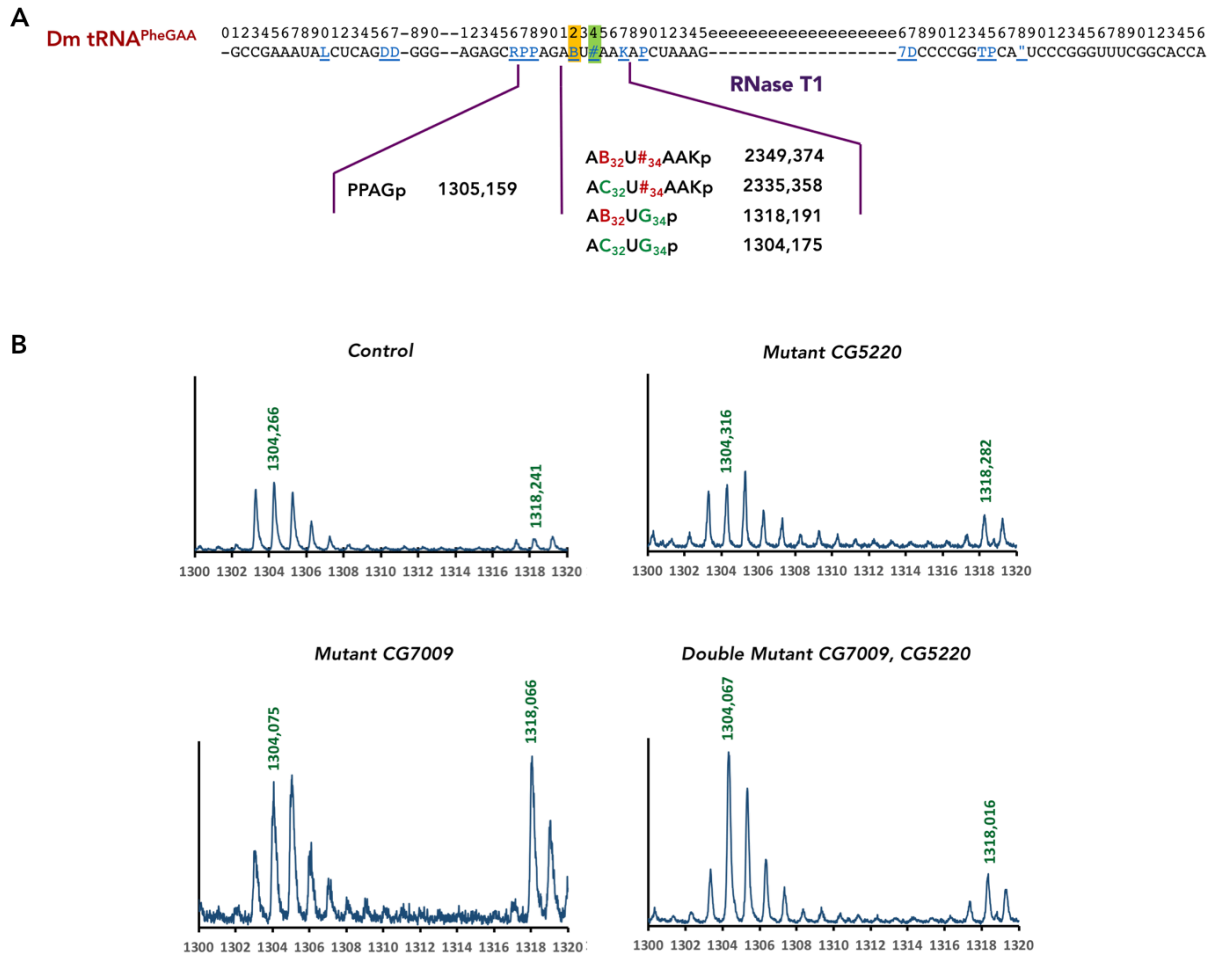 A
Dm tRNAPheGAA
012345678901234567-890--123456789012345678901 2345eeeeeeeeeeeeeeeeeee67890123456789012345678901234567890123456
-GCCGAAAUALCUCAGDD-GGG--AGAGCRPPAGABU#AAKAPCUAAAG-------------------7DCCCCGGTPCA"UCCCGGGUUUCGGCACCA
RNase T1
PPAGp 1305,159
AB32U#34AAKp 2349,374
AC32U#34AAKp 2335,358
AB32UG34p 1318,191
AC32UG34p 1304,175
B
Control
1304,266
1318,241
1300 1302 1304 1306 1308 1310 1312 1314 1316 1318 1320
Mutant CG5220
1304,316
1318,282
1300 1302 1304 1306 1308 1310 1312 1314 1316 1318 1320
Mutant CG7009
1304,075
1318,066
1300 1302 1304 1306 1308 1310 1312 1314 1316 1318 1320
Double Mutant CG7009, CG5220
1304,067
1318,016
1300 1302 1304 1306 1308 1310 1312 1314 1316 1318 1320